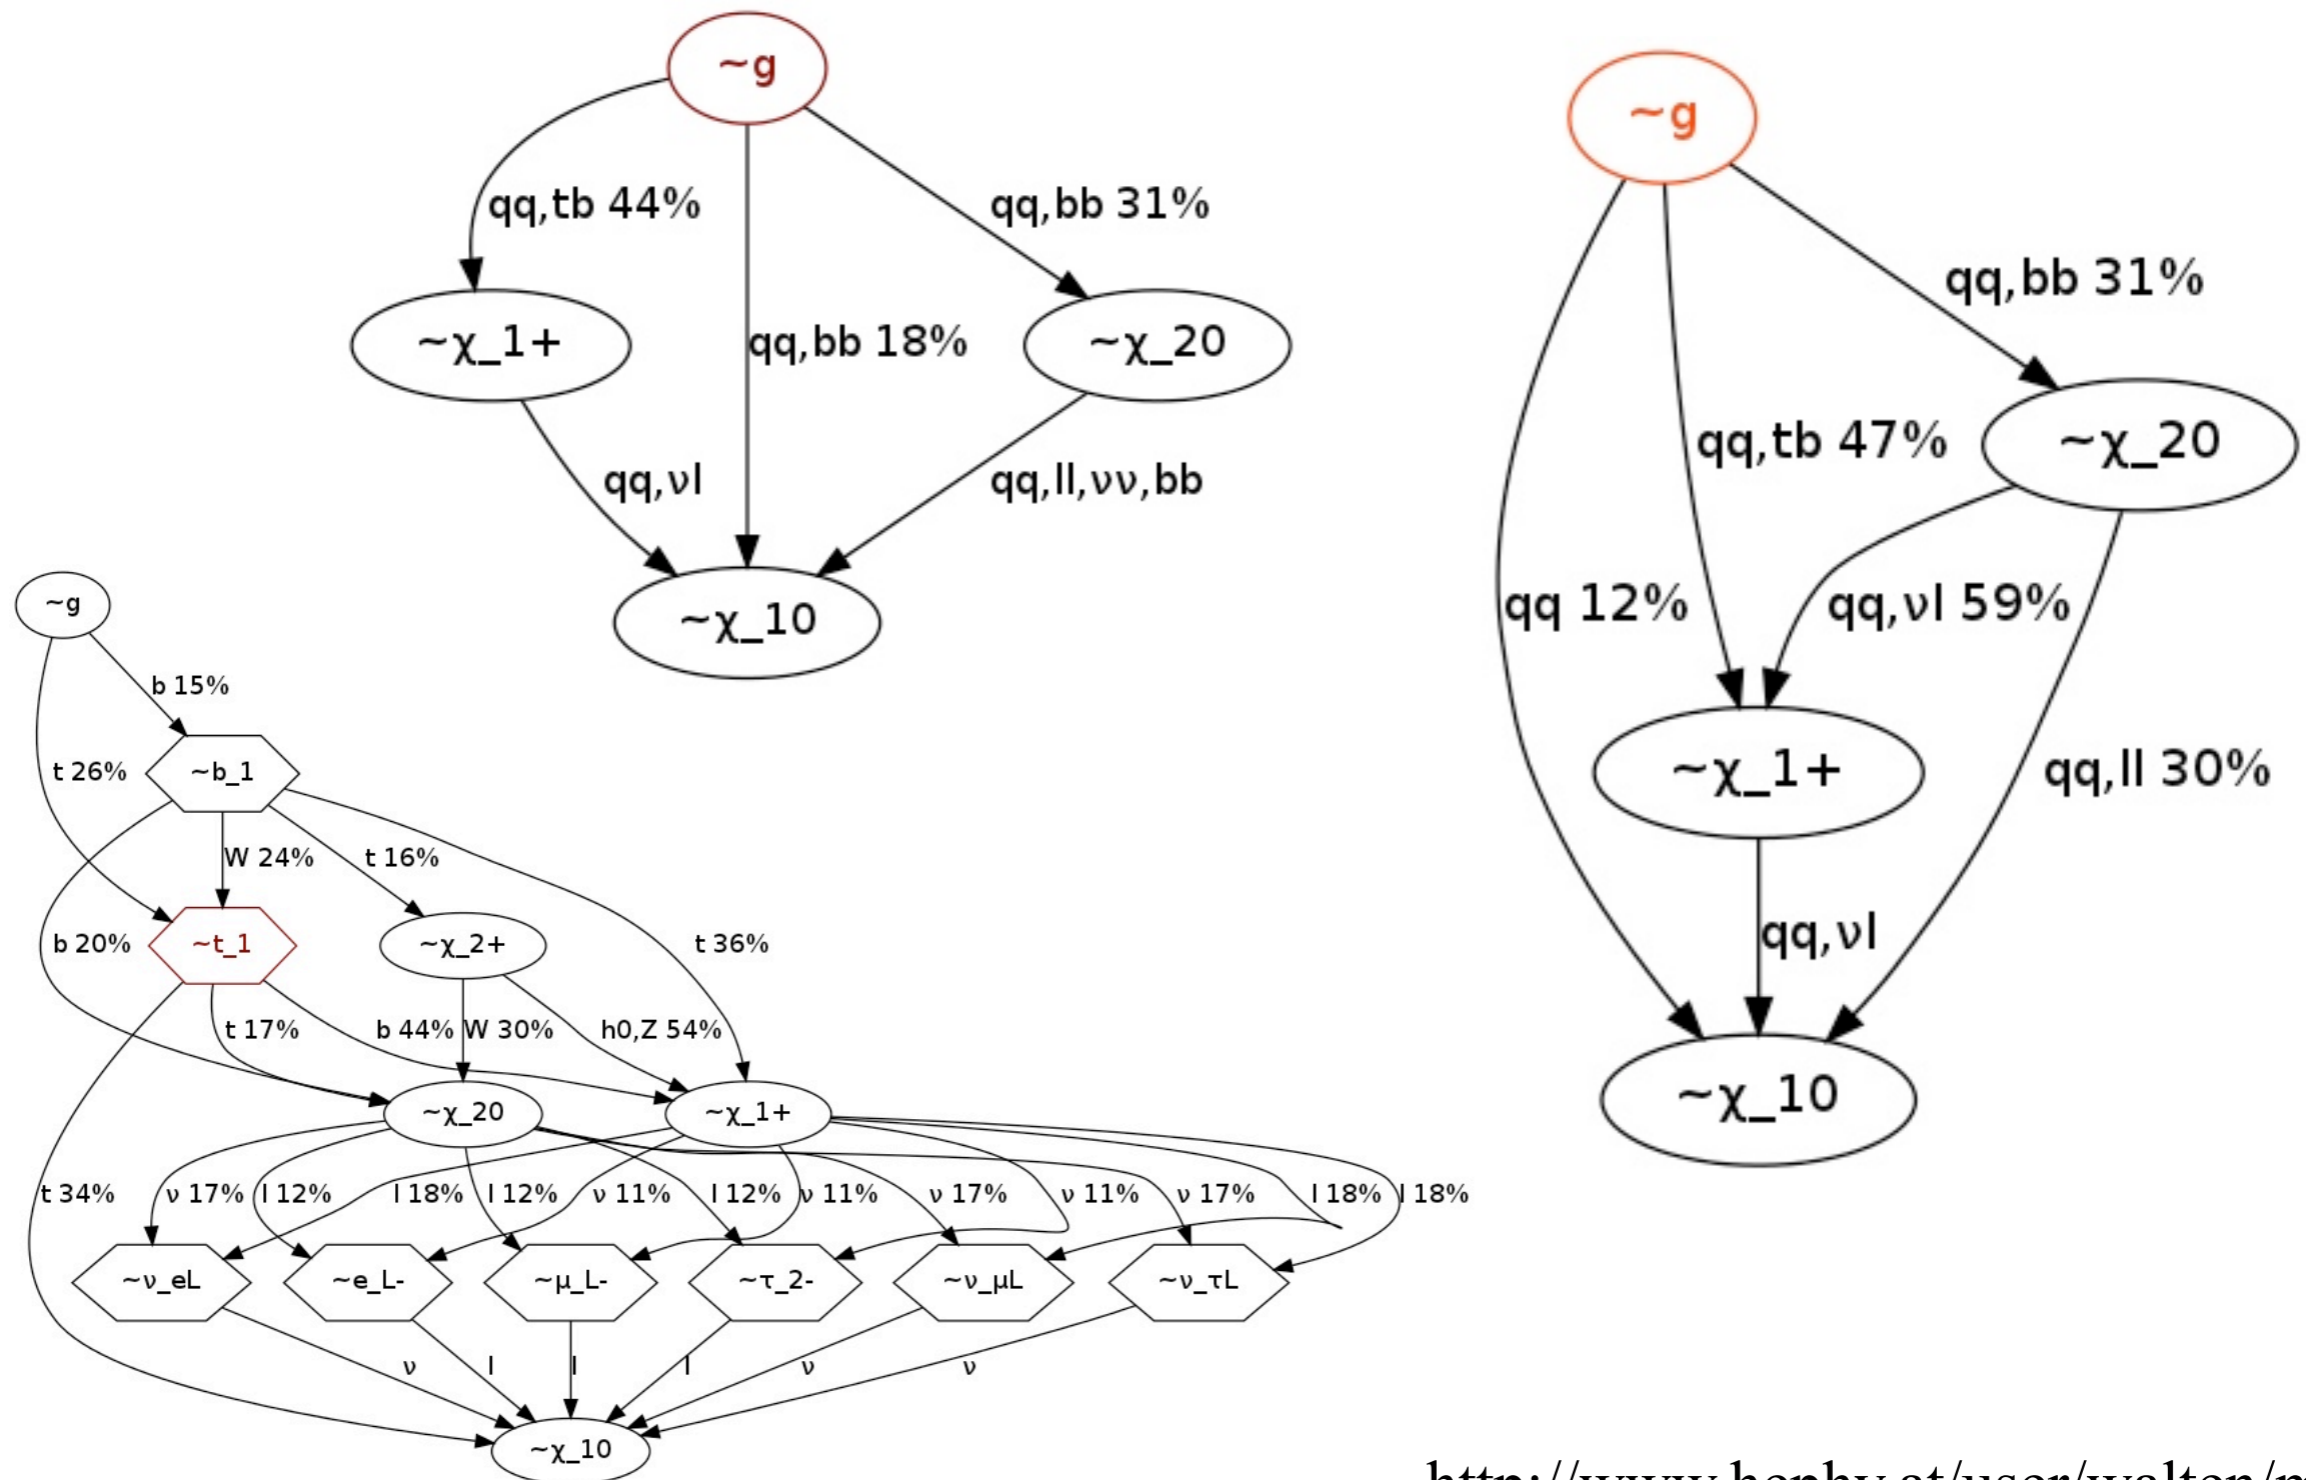 ~g
qq,tb 44%
qq,bb 31%
~χ_1+
qq,bb 18%
~χ_20
qq,νl
qq,ll,νν,bb
~χ_10
~g
qq,bb 31%
qq,tb 47%
~χ_20
qq 12%
qq,νl 59%
~χ_1+
qq,ll 30%
qq,νl
~χ_10
~g
b 15%
t 26%
~b_1
W 24%
t 16%
b 20%
~t_1
~χ_2+
t 36%
t 17%
b 44%
W 30%
h0,Z 54%
~χ_20
~χ_1+
t 34%
ν 17%
l 12%
l 18%
l 12%
ν 11%
l 12%
ν 11%
ν 17%
ν 11%
ν 17%
l 18%
l 18%
~ν_eL
~e_L-
~μ_L-
~τ_2-
~ν_μL
~ν_τL
ν
l
l
l
ν
ν
~χ_10